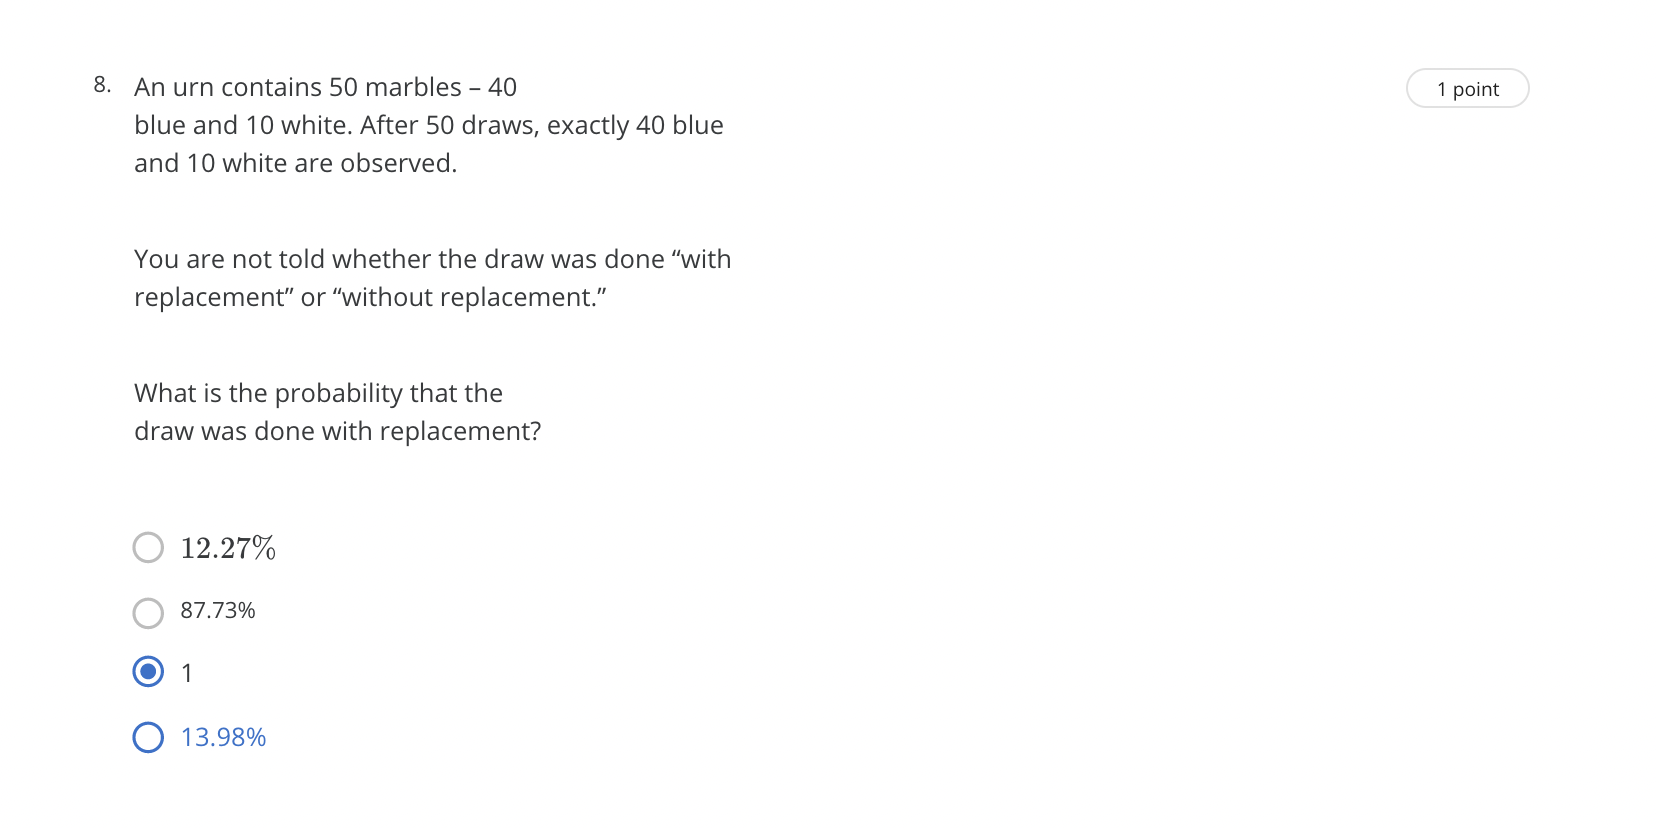 8. An urn contains 50 marbles – 40
1 point
blue and 10 white. After 50 draws, exactly 40 blue
and 10 white are observed.
You are not told whether the draw was done “with
replacement” or “without replacement.”
What is the probability that the
draw was done with replacement?
12.27%
87.73%
1
13.98%